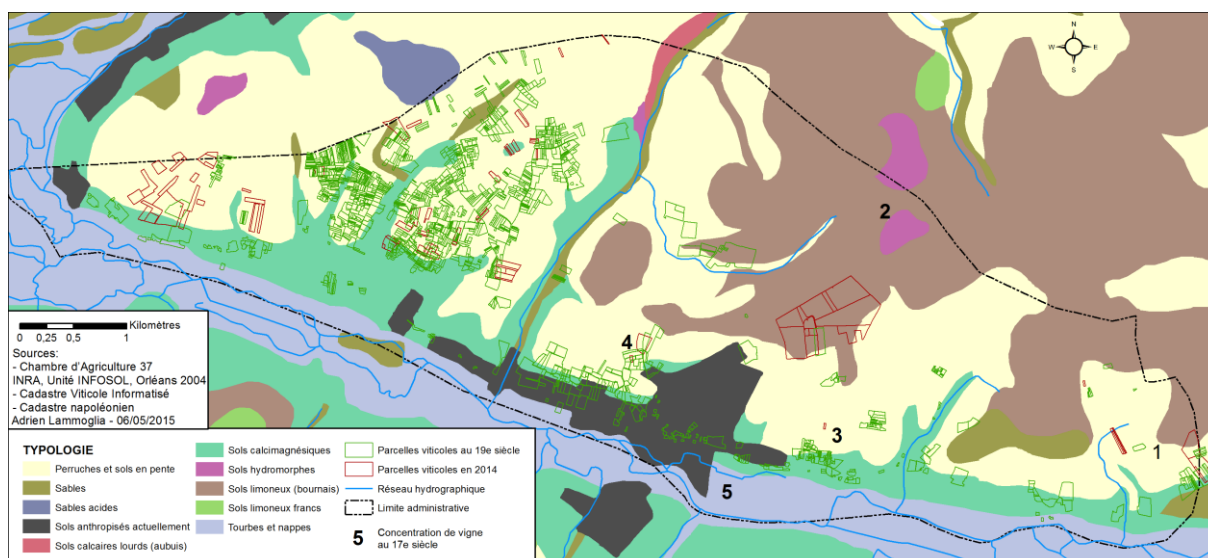 N
W E
S
2
4
3
1
5
Kilomètres
0 0,25 0,5 1
Sources:
- Chambre d'Agriculture 37
INRA, Unité INFOSOL, Orléans 2004
- Cadastre Viticole Informatisé
- Cadastre napoléonien
Adrien Lammoglia - 06/05/2015
TYPOLOGIE
Perruches et sols en pente
Sables
Sables acides
Sols anthropisés actuellement
Sols calcaires lourds (aubuis)
Sols calcimagnésiques
Sols hydromorphes
Sols limoneux (bournais)
Sols limoneux francs
Tourbes et nappes
Parcelles viticoles au 19e siècle
Parcelles viticoles en 2014
Réseau hydrographique
Limite administrative
5 Concentration de vigne
au 17e siècle